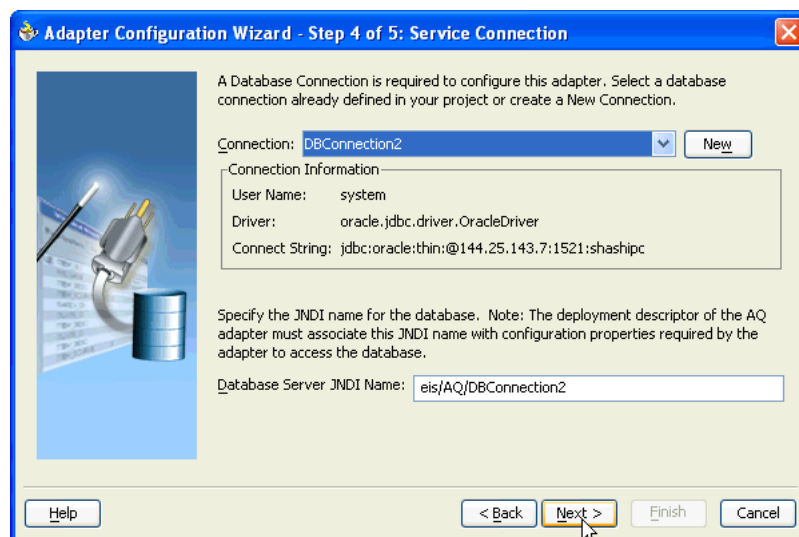 Adapter Configuration Wizard - Step 4 of 5: Service Connection
A Database Connection is required to configure this adapter. Select a database
connection already defined in your project or create a New Connection.
Connection: DBConnection2 New
Connection Information
User Name: system
Driver: oracle.jdbc.driver.OracleDriver
Connect String: jdbc:oracle:thin:@144.25.143.7:1521:shashipc
Specify the JNDI name for the database. Note: The deployment descriptor of the AQ
adapter must associate this JNDI name with configuration properties required by the
adapter to access the database.
Database Server JNDI Name: eis/AQ/DBConnection2
Help < Back Next > Finish Cancel